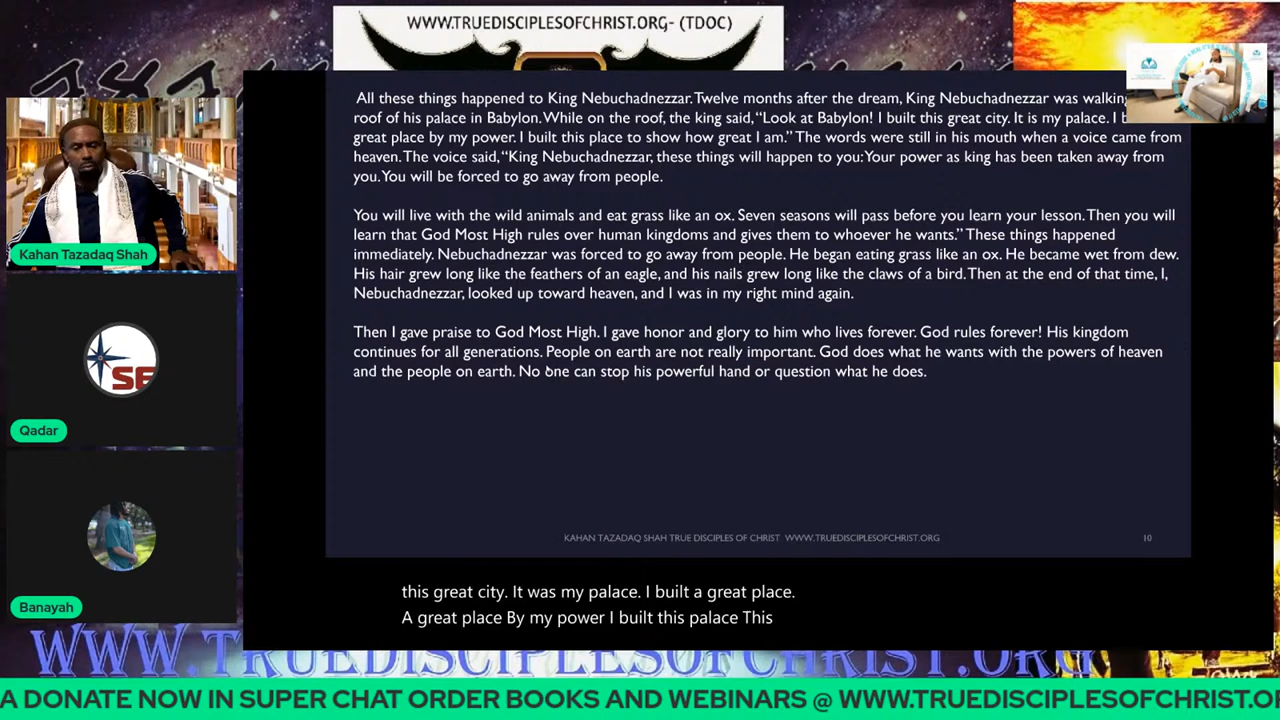 WWW.TRUEDISCIPLESOFCHRIST.ORG- (TDOC)
All these things happened to King Nebuchadnezzar. Twelve months after the dream, King Nebuchadnezzar was walking
roof of his palace in Babylon. While on the roof, the king said, “Look at Babylon! I built this great city. It is my palace. I
great place by my power. I built this place to show how great I am.” The words were still in his mouth when a voice came from
heaven. The voice said, “King Nebuchadnezzar, these things will happen to you: Your power as king has been taken away from
you. You will be forced to go away from people.
You will live with the wild animals and eat grass like an ox. Seven seasons will pass before you learn your lesson. Then you will
learn that God Most High rules over human kingdoms and gives them to whoever he wants.” These things happened
immediately. Nebuchadnezzar was forced to go away from people. He began eating grass like an ox. He became wet from dew.
His hair grew long like the feathers of an eagle, and his nails grew long like the claws of a bird. Then at the end of that time, I,
Nebuchadnezzar, looked up toward heaven, and I was in my right mind again.
Then I gave praise to God Most High. I gave honor and glory to him who lives forever. God rules forever! His kingdom
continues for all generations. People on earth are not really important. God does what he wants with the powers of heaven
and the people on earth. No one can stop his powerful hand or question what he does.
KAHAN TAZADAQ SHAH TRUE DISCIPLES OF CHRIST WWW.TRUEDISCIPLESOFCHRIST.ORG
10
Kahan Tazadaq Shah
SE
Qadar
Banayah
this great city. It was my palace. I built a great place.
A great place By my power I built this palace This
WWW.TRUEDISCIPLESOFCHRIST.ORG
A DONATE NOW IN SUPER CHAT ORDER BOOKS AND WEBINARS @ WWW.TRUEDISCIPLESOFCHRIST.O